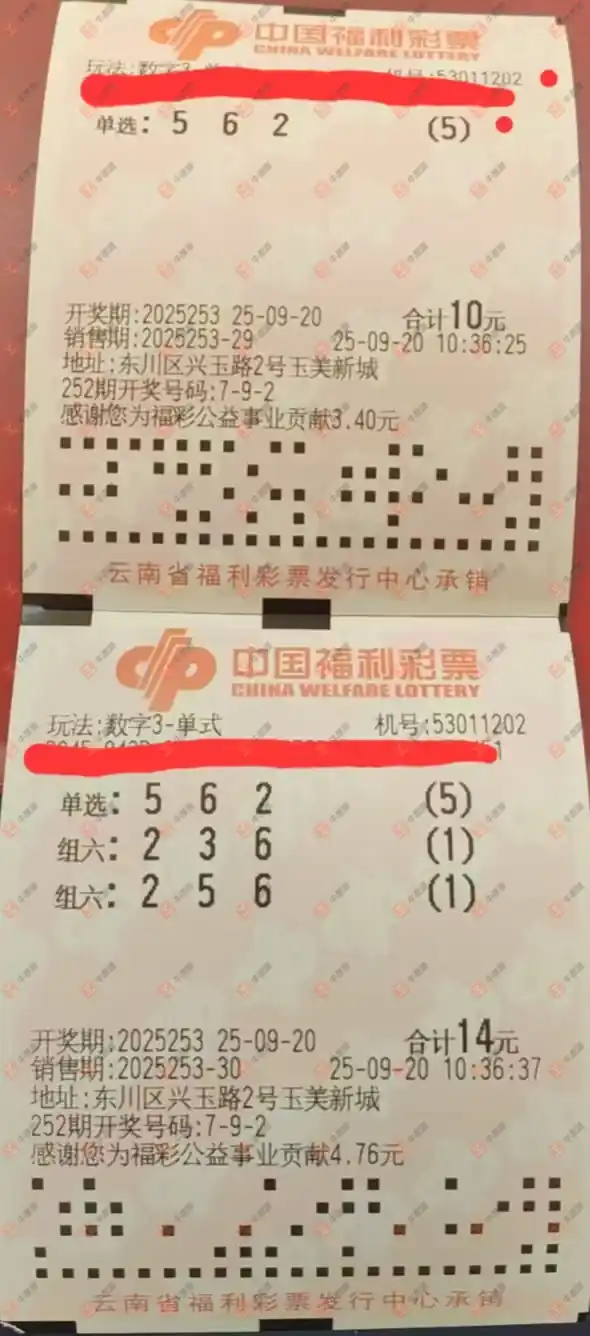 中国福利彩票
CHINA WELFARE LOTTERY
玩法:数字3-单式 机号:53011202
单选: 5 6 2 (5)
开奖期:2025253 25-09-20 合计10元
销售期:2025253-29 25-09-20 10:36:25
地址:东川区兴玉路2号玉美新城
252期开奖号码:7-9-2
感谢您为福彩公益事业贡献3.40元
云南省福利彩票发行中心承销
中国福利彩票
CHINA WELFARE LOTTERY
玩法:数字3-单式 机号:53011202
单选: 5 6 2 (5)
组六: 2 3 6 (1)
组六: 2 5 6 (1)
开奖期:2025253 25-09-20 合计14元
销售期:2025253-30 25-09-20 10:36:37
地址:东川区兴玉路2号玉美新城
252期开奖号码:7-9-2
感谢您为福彩公益事业贡献4.76元
云南省福利彩票发行中心承销